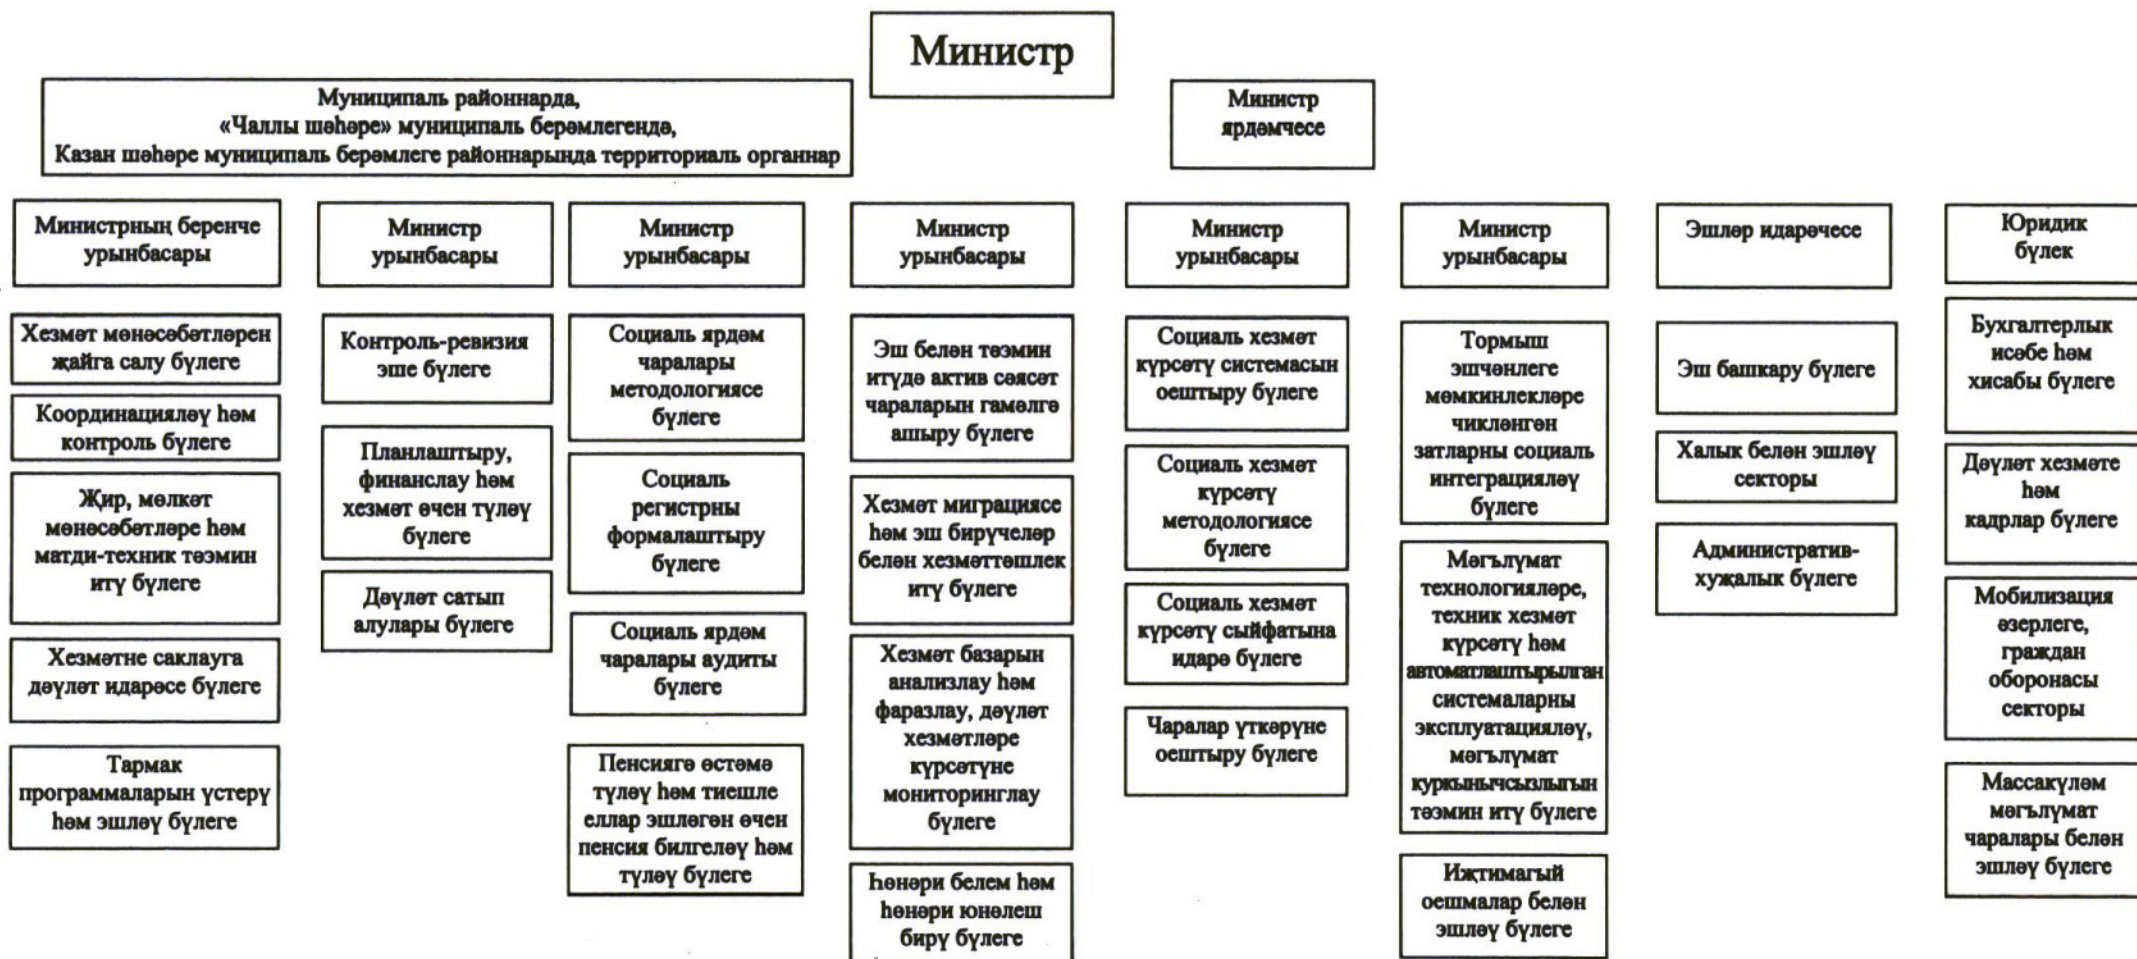 Министр
Муниципаль районнарда,
«Чаллы шәһәре» муниципаль берәмлегендә,
Казан шәһәре муниципаль берәмлеге районнарында территориаль органнар
Министр
ярдәмчесе
Министрның беренче
урынбасары
Хезмәт мөнәсәбәтләрен
җайга салу бүлеге
Координацияләү һәм
контроль бүлеге
Җир, мөлкәт
мөнәсәбәтләре һәм
матди-техник тәэмин
итү бүлеге
Хезмәтне саклауга
дәүләт идарәсе бүлеге
Тармак
программаларын үстерү
һәм эшләү бүлеге
Министр
урынбасары
Контроль-ревизия
эше бүлеге
Планлаштыру,
финанслау һәм
хезмәт өчен түләү
бүлеге
Дәүләт сатып
алулары бүлеге
Министр
урынбасары
Социаль ярдәм
чаралары
методологиясе
бүлеге
Социаль
регистрны
формалаштыру
бүлеге
Социаль ярдәм
чаралары аудиты
бүлеге
Пенсиягә өстәмә
түләү һәм тиешле
еллар эшләгән өчен
пенсия билгеләү һәм
түләү бүлеге
Министр
урынбасары
Эш белән тәэмин
итүдә актив сәясәт
чараларын гамәлгә
ашыру бүлеге
Хезмәт миграциясе
һәм эш бирүчеләр
белән хезмәттәшлек
итү бүлеге
Хезмәт базарын
анализлау һәм
фаразлау, дәүләт
хезмәтләре
күрсәтүне
мониторинглау
бүлеге
Һөнәри белем һәм
һөнәри юнәлеш
бирү бүлеге
Министр
урынбасары
Социаль хезмәт
күрсәтү системасын
оештыру бүлеге
Социаль хезмәт
күрсәтү
методологиясе
бүлеге
Социаль хезмәт
күрсәтү сыйфатына
идарә бүлеге
Чаралар үткәрүне
оештыру бүлеге
Министр
урынбасары
Тормыш
эшчәнлеге
мөмкинлекләре
чикләнгән
затларны социаль
интеграцияләү
бүлеге
Мәгълүмат
технологияләре,
техник хезмәт
күрсәтү һәм
автоматлаштырылган
системаларны
эксплуатацияләү,
мәгълүмат
куркынычсызлыгын
тәэмин итү бүлеге
Иҗтимагый
оешмалар белән
эшләү бүлеге
Эшләр идарәчесе
Эш башкару бүлеге
Халык белән эшләү
секторы
Административ-
хуҗалык бүлеге
Юридик
бүлек
Бухгалтерлык
исәбе һәм
хисабы бүлеге
Дәүләт хезмәте
һәм
кадрлар бүлеге
Мобилизация
әзерлеге,
граждан
оборонасы
секторы
Массакүләм
мәгълүмат
чаралары белән
эшләү бүлеге